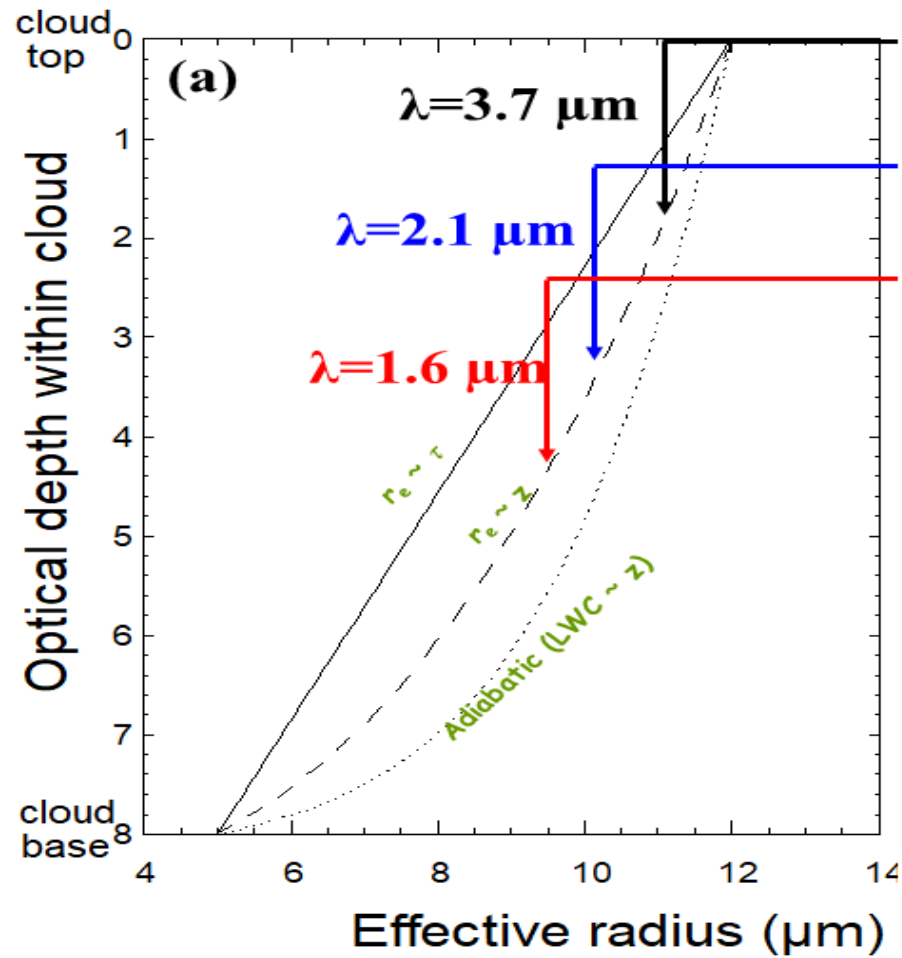 cloud
top
0
(a)
λ=3.7 µm
1
λ=2.1 µm
2
3
λ=1.6 µm
4
rₑ ~ τ
rₑ ~ z
5
6
Adiabatic (LWC ~ z)
7
cloud
base
8
4 6 8 10 12 14
Optical depth within cloud
Effective radius (µm)